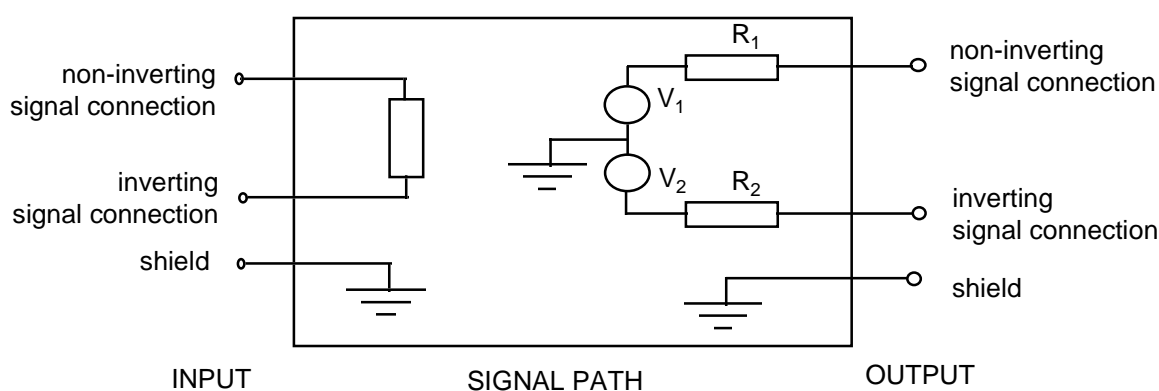 non-inverting
signal connection
inverting
signal connection
shield
R1
V1
V2
R2
non-inverting
signal connection
inverting
signal connection
shield
INPUT
SIGNAL PATH
OUTPUT